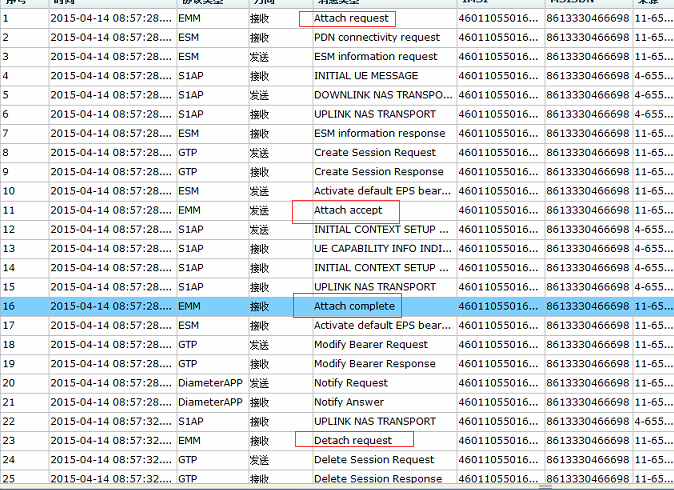 序号 时间 协议类型 方向 消息类型 IMSI MSISDN 来源
1 2015-04-14 08:57:28.... EMM 接收 Attach request 46011055016... 8613330466698 11-65...
2 2015-04-14 08:57:28.... ESM 接收 PDN connectivity request 46011055016... 8613330466698 11-65...
3 2015-04-14 08:57:28.... ESM 发送 ESM information request 46011055016... 8613330466698 11-65...
4 2015-04-14 08:57:28.... S1AP 接收 INITIAL UE MESSAGE 46011055016... 8613330466698 4-655...
5 2015-04-14 08:57:28.... S1AP 发送 DOWNLINK NAS TRANSPO... 46011055016... 8613330466698 4-655...
6 2015-04-14 08:57:28.... S1AP 接收 UPLINK NAS TRANSPORT 46011055016... 8613330466698 4-655...
7 2015-04-14 08:57:28.... ESM 接收 ESM information response 46011055016... 8613330466698 11-65...
8 2015-04-14 08:57:28.... GTP 发送 Create Session Request 46011055016... 8613330466698 11-65...
9 2015-04-14 08:57:28.... GTP 接收 Create Session Response 46011055016... 8613330466698 11-65...
10 2015-04-14 08:57:28.... ESM 发送 Activate default EPS bear... 46011055016... 8613330466698 11-65...
11 2015-04-14 08:57:28.... EMM 发送 Attach accept 46011055016... 8613330466698 11-65...
12 2015-04-14 08:57:28.... S1AP 发送 INITIAL CONTEXT SETUP ... 46011055016... 8613330466698 4-655...
13 2015-04-14 08:57:28.... S1AP 接收 UE CAPABILITY INFO INDI... 46011055016... 8613330466698 4-655...
14 2015-04-14 08:57:28.... S1AP 接收 INITIAL CONTEXT SETUP ... 46011055016... 8613330466698 4-655...
15 2015-04-14 08:57:28.... S1AP 接收 UPLINK NAS TRANSPORT 46011055016... 8613330466698 4-655...
16 2015-04-14 08:57:28.... EMM 接收 Attach complete 46011055016... 8613330466698 11-65...
17 2015-04-14 08:57:28.... ESM 接收 Activate default EPS bear... 46011055016... 8613330466698 11-65...
18 2015-04-14 08:57:28.... GTP 发送 Modify Bearer Request 46011055016... 8613330466698 11-65...
19 2015-04-14 08:57:28.... GTP 接收 Modify Bearer Response 46011055016... 8613330466698 11-65...
20 2015-04-14 08:57:28.... DiameterAPP 发送 Notify Request 46011055016... 8613330466698 11-65...
21 2015-04-14 08:57:28.... DiameterAPP 接收 Notify Answer 46011055016... 8613330466698 11-65...
22 2015-04-14 08:57:32.... S1AP 接收 UPLINK NAS TRANSPORT 46011055016... 8613330466698 4-655...
23 2015-04-14 08:57:32.... EMM 接收 Detach request 46011055016... 8613330466698 11-65...
24 2015-04-14 08:57:32.... GTP 发送 Delete Session Request 46011055016... 8613330466698 11-65...
25 2015-04-14 08:57:32.... GTP 接收 Delete Session Response 46011055016... 8613330466698 11-65...